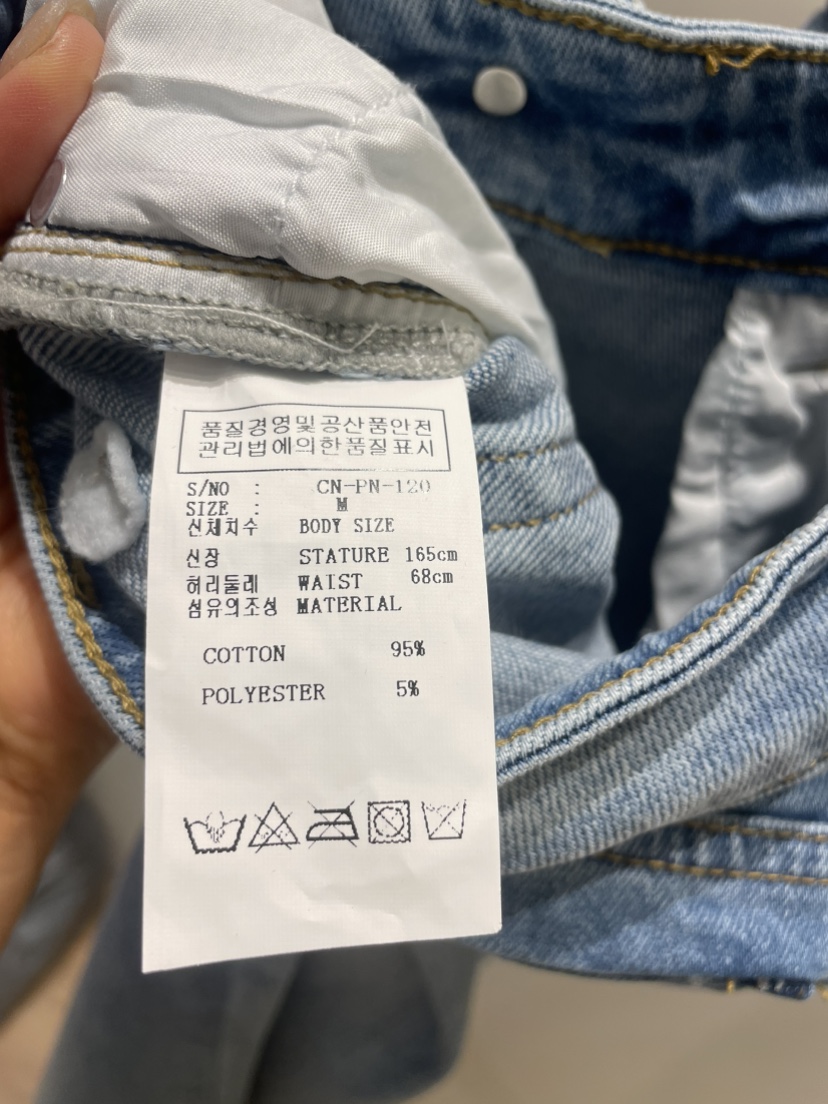 품질경영및공산품안전
관리법에의한품질표시
S/NO : CN-PN-120
SIZE : M
신체치수 BODY SIZE
신장 STATURE 165cm
허리둘레 WAIST 68cm
섬유의조성 MATERIAL
COTTON 95%
POLYESTER 5%